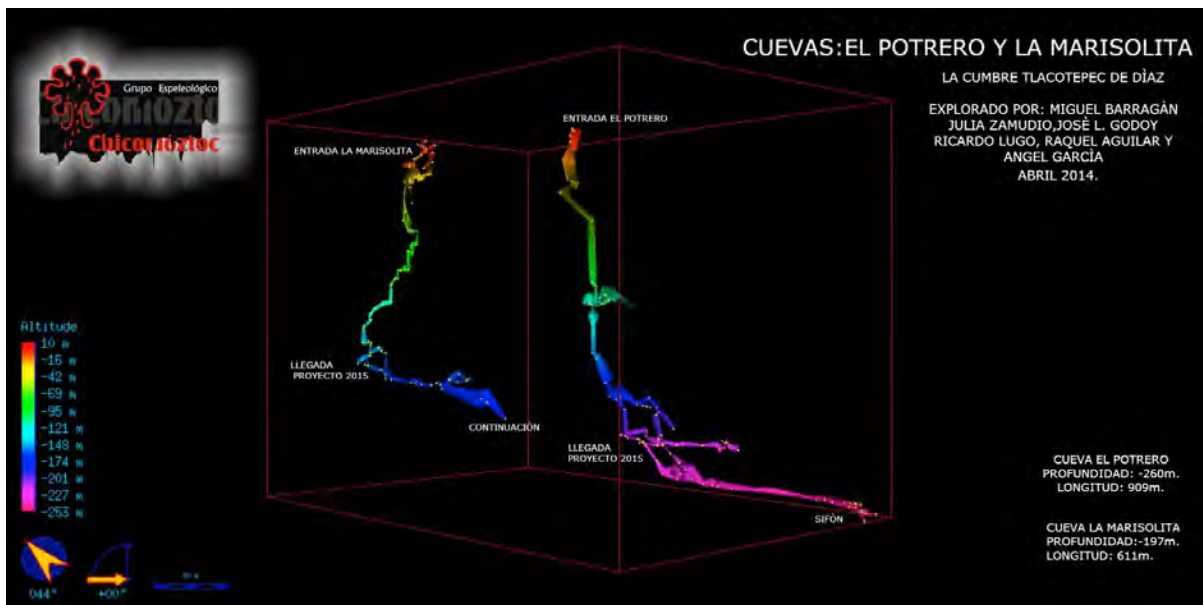 Grupo Espeleológico
Chicomóztoc
CUEVAS:EL POTRERO Y LA MARISOLITA
LA CUMBRE TLACOTEPEC DE DÌAZ
EXPLORADO POR: MIGUEL BARRAGÀN
JULIA ZAMUDIO,JOSÈ L. GODOY
RICARDO LUGO, RAQUEL AGUILAR Y
ANGEL GARCÌA
ABRIL 2014.
ENTRADA EL POTRERO
ENTRADA LA MARISOLITA
LLEGADA
PROYECTO 2015
CONTINUACIÓN
LLEGADA
PROYECTO 2015
SIFÓN
Altitude
10 m
-16 m
-42 m
-69 m
-95 m
-121 m
-148 m
-174 m
-201 m
-227 m
-253 m
044°
+00°
CUEVA EL POTRERO
PROFUNDIDAD: -260m.
LONGITUD: 909m.
CUEVA LA MARISOLITA
PROFUNDIDAD:-197m.
LONGITUD: 611m.